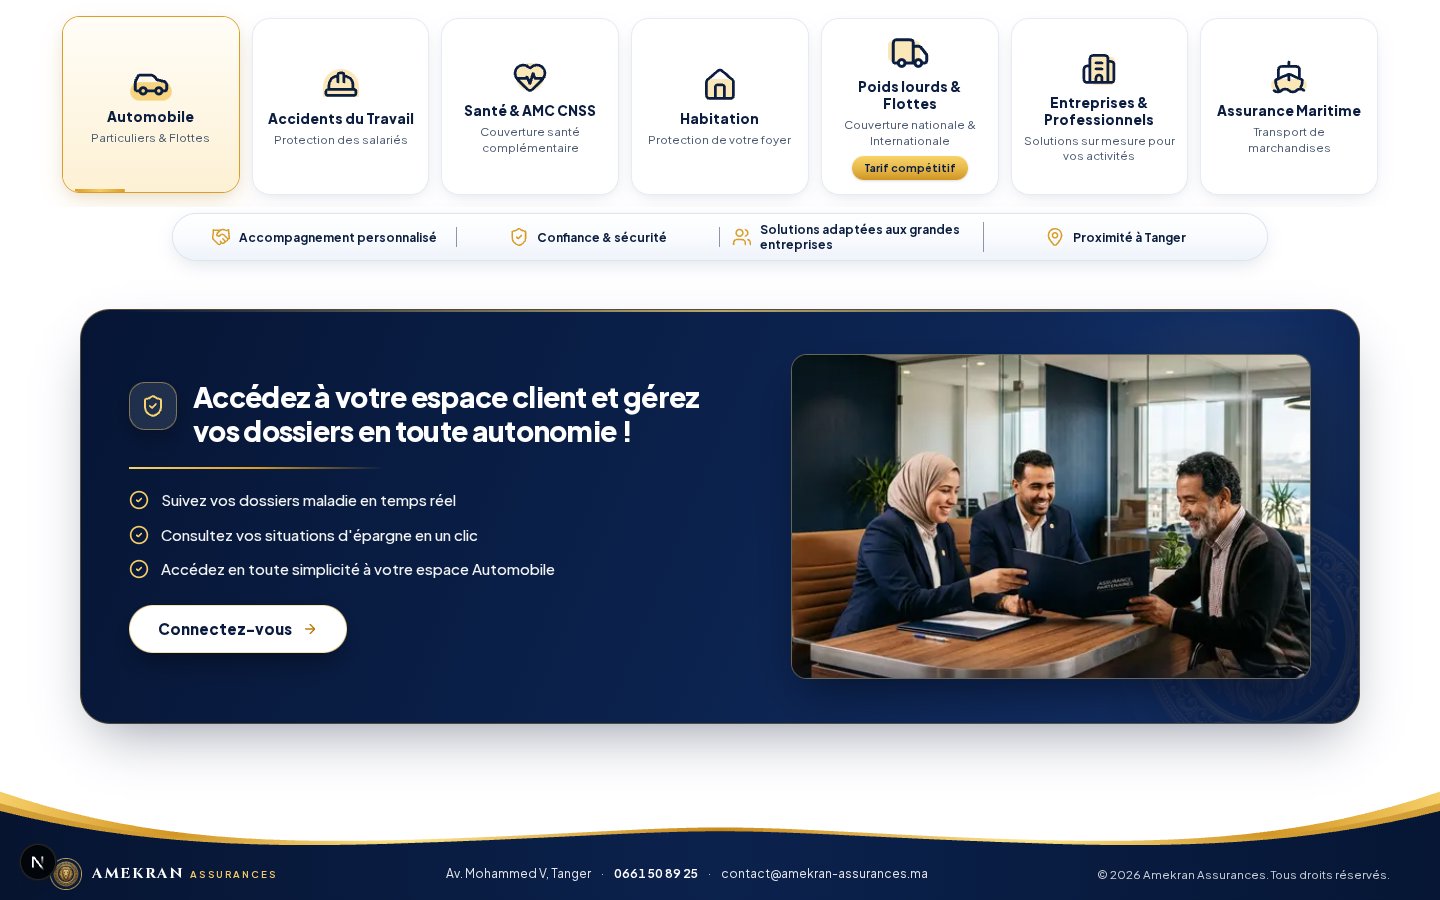 Automobile
Particuliers & Flottes
Accidents du Travail
Protection des salariés
Santé & AMC CNSS
Couverture santé
complémentaire
Habitation
Protection de votre foyer
Poids lourds &
Flottes
Couverture nationale &
Internationale
Tarif compétitif
Entreprises &
Professionnels
Solutions sur mesure pour
vos activités
Assurance Maritime
Transport de
marchandises
Accompagnement personnalisé
Confiance & sécurité
Solutions adaptées aux grandes
entreprises
Proximité à Tanger
Accédez à votre espace client et gérez
vos dossiers en toute autonomie !
Suivez vos dossiers maladie en temps réel
Consultez vos situations d'épargne en un clic
Accédez en toute simplicité à votre espace Automobile
Connectez-vous
ASSURANCE
PARTENAIRES
N
AMEKRAN ASSURANCES
Av. Mohammed V, Tanger · 0661 50 89 25 · contact@amekran-assurances.ma
© 2026 Amekran Assurances. Tous droits réservés.